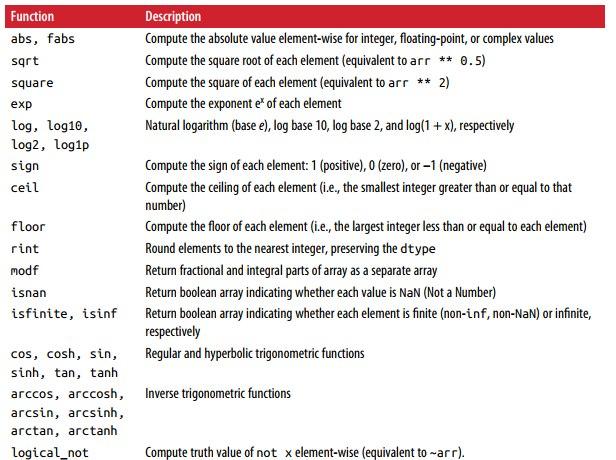 Function Description
abs, fabs Compute the absolute value element-wise for integer, floating-point, or complex values
sqrt Compute the square root of each element (equivalent to arr ** 0.5)
square Compute the square of each element (equivalent to arr ** 2)
exp Compute the exponent eˣ of each element
log, log10, Natural logarithm (base e), log base 10, log base 2, and log(1 + x), respectively
log2, log1p
sign Compute the sign of each element: 1 (positive), 0 (zero), or –1 (negative)
ceil Compute the ceiling of each element (i.e., the smallest integer greater than or equal to that
number)
floor Compute the floor of each element (i.e., the largest integer less than or equal to each element)
rint Round elements to the nearest integer, preserving the dtype
modf Return fractional and integral parts of array as a separate array
isnan Return boolean array indicating whether each value is NaN (Not a Number)
isfinite, isinf Return boolean array indicating whether each element is finite (non-inf, non-NaN) or infinite,
respectively
cos, cosh, sin, Regular and hyperbolic trigonometric functions
sinh, tan, tanh
arccos, arccosh, Inverse trigonometric functions
arcsin, arcsinh,
arctan, arctanh
logical_not Compute truth value of not x element-wise (equivalent to ~arr).